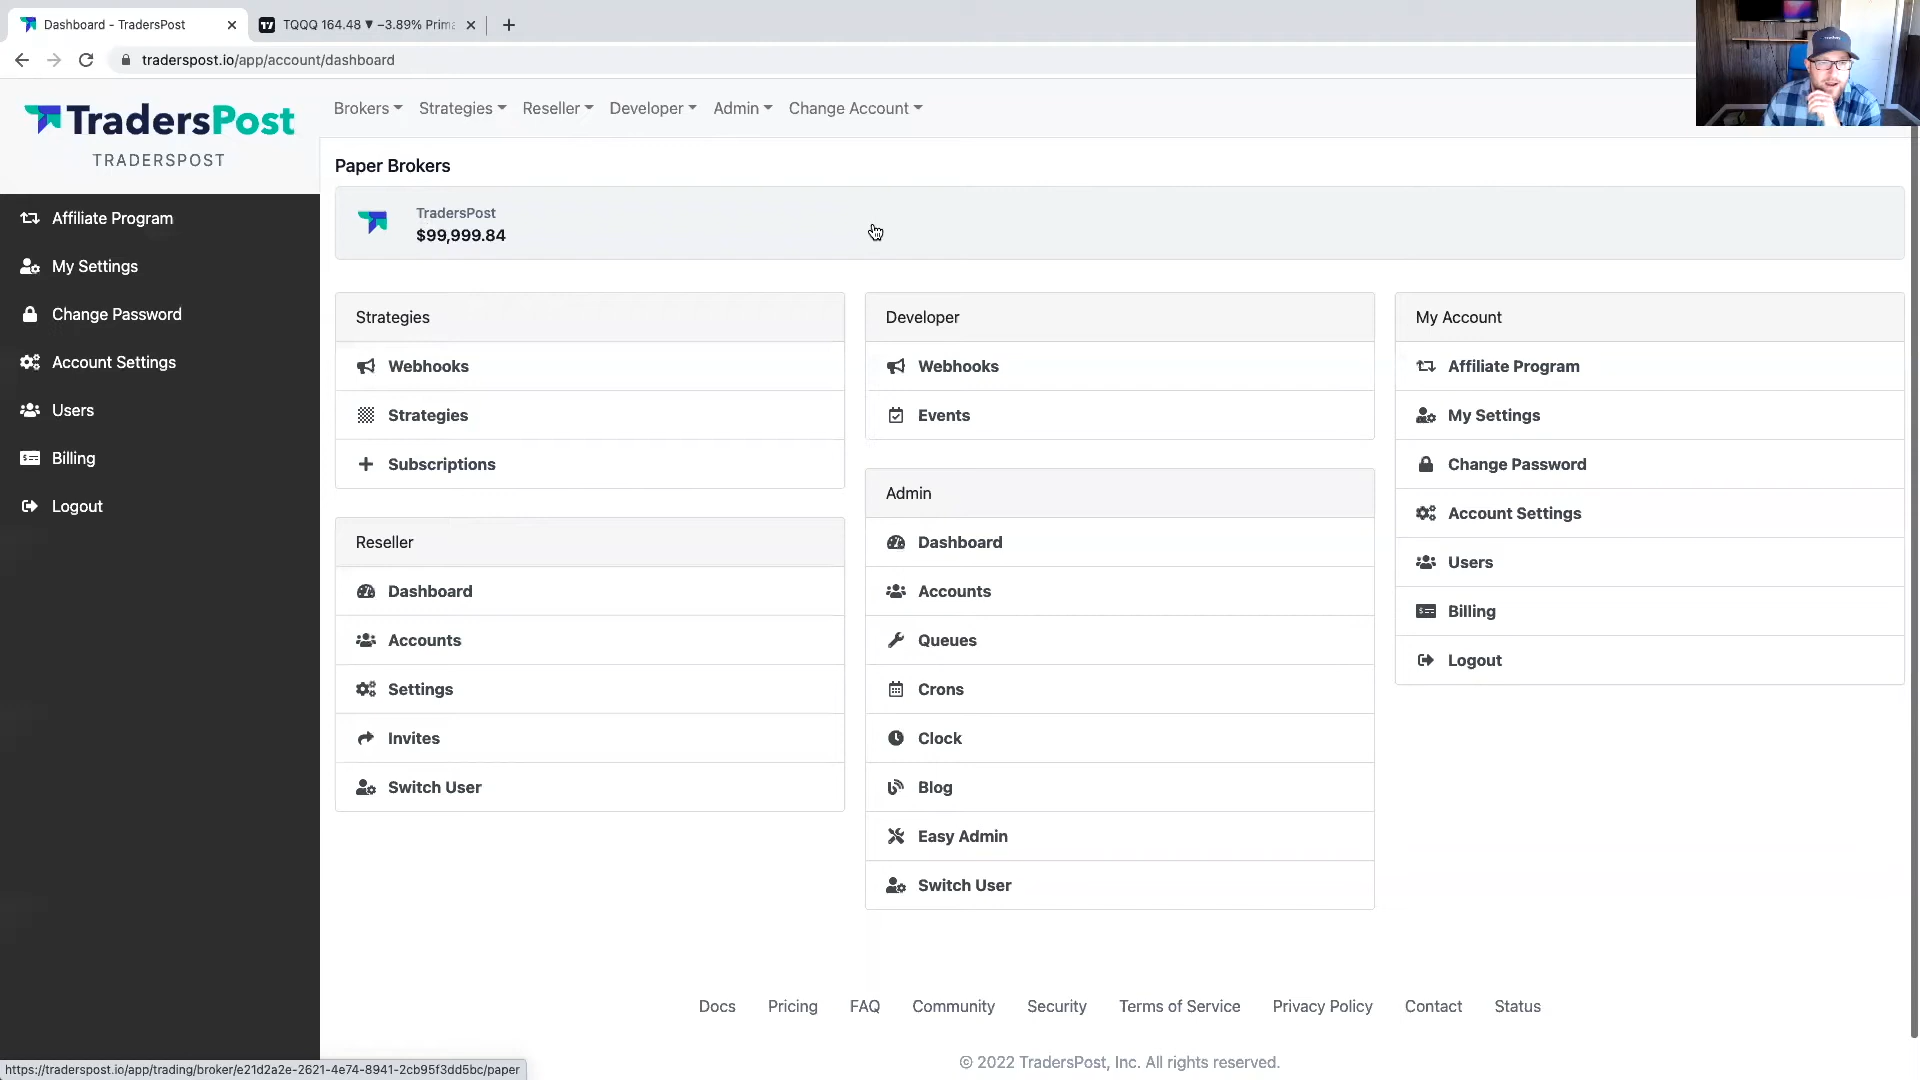 Dashboard - TradersPost
TQQQ 164.48 ▼ −3.89% Prim
traderspost.io/app/account/dashboard
TradersPost
TRADERSPOST
Brokers Strategies Reseller Developer Admin Change Account
Affiliate Program
My Settings
Change Password
Account Settings
Users
Billing
Logout
Paper Brokers
TradersPost
$99,999.84
Strategies
Webhooks
Strategies
Subscriptions
Reseller
Dashboard
Accounts
Settings
Invites
Switch User
Developer
Webhooks
Events
Admin
Dashboard
Accounts
Queues
Crons
Clock
Blog
Easy Admin
Switch User
My Account
Affiliate Program
My Settings
Change Password
Account Settings
Users
Billing
Logout
Docs Pricing FAQ Community Security Terms of Service Privacy Policy Contact Status
© 2022 TradersPost, Inc. All rights reserved.
https://traderspost.io/app/trading/broker/e21d2a2e-2621-4e74-8941-2cb95f3dd5bc/paper